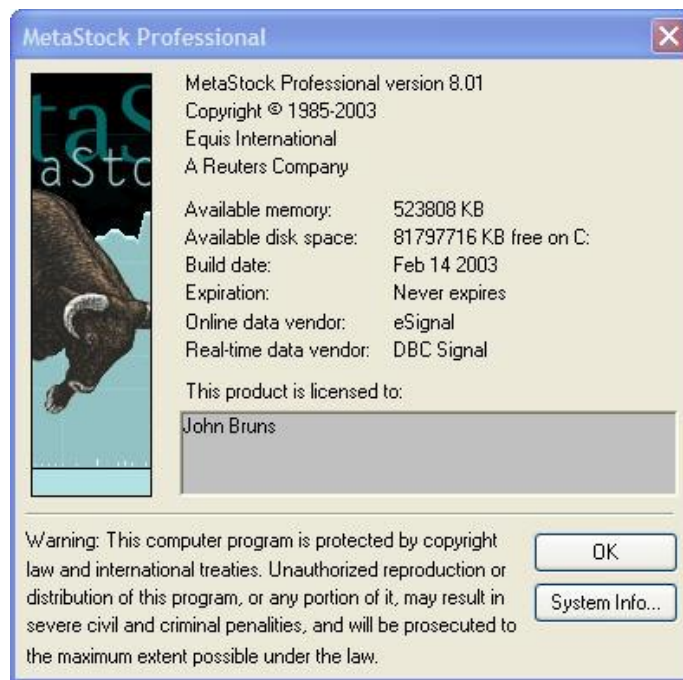 MetaStock Professional
taS
aStc
MetaStock Professional version 8.01
Copyright © 1985-2003
Equis International
A Reuters Company
Available memory: 523808 KB
Available disk space: 81797716 KB free on C:
Build date: Feb 14 2003
Expiration: Never expires
Online data vendor: eSignal
Real-time data vendor: DBC Signal
This product is licensed to:
John Bruns
Warning: This computer program is protected by copyright
law and international treaties. Unauthorized reproduction or
distribution of this program, or any portion of it, may result in
severe civil and criminal penalities, and will be prosecuted to
the maximum extent possible under the law.
OK
System Info...